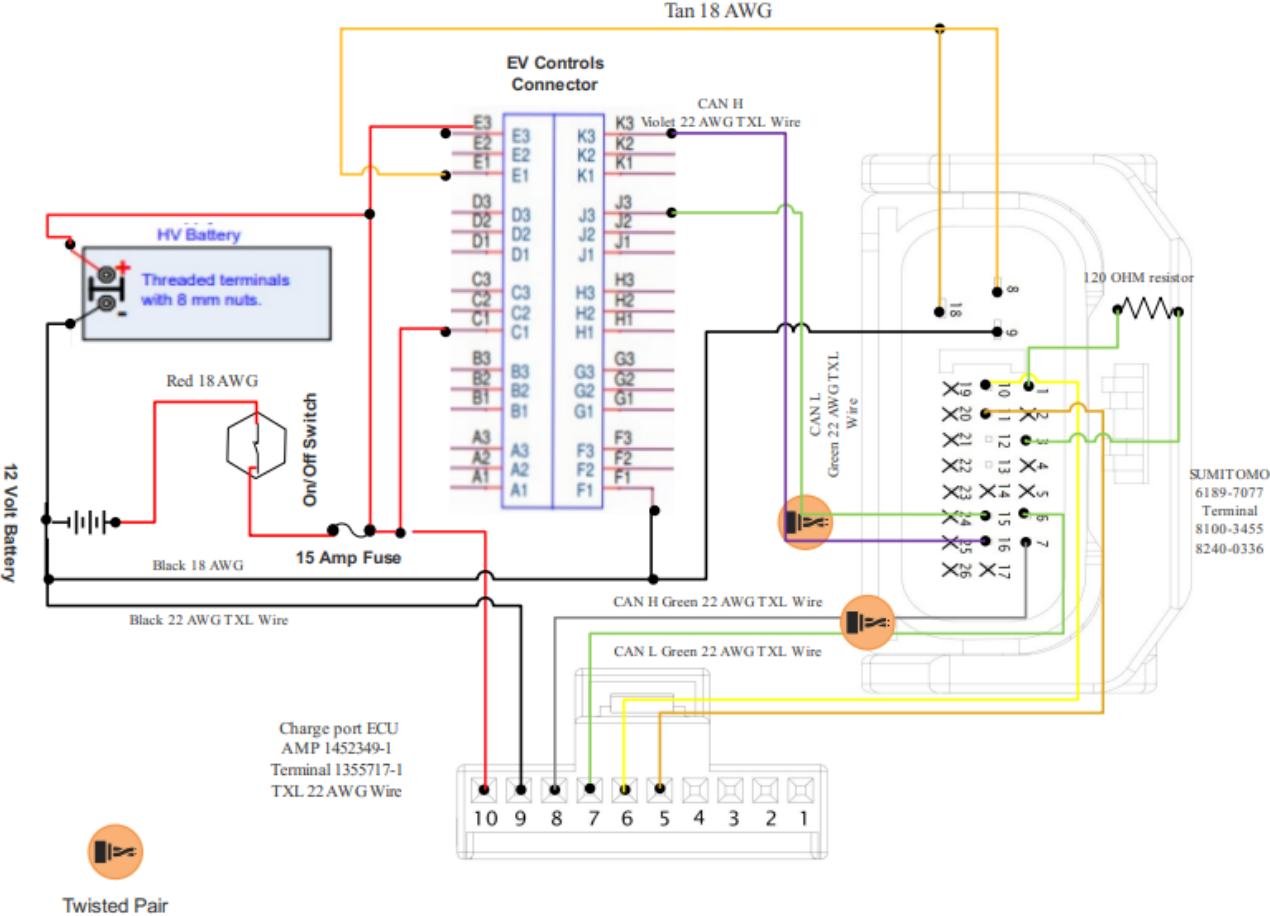 Tan 18 AWG
EV Controls
Connector
CAN H
Violet 22 AWG TXL Wire
E3
E2
E1
E3
E2
E1
K3
K2
K1
K3
K2
K1
D3
D2
D1
D3
D2
D1
J3
J2
J1
J3
J2
J1
C3
C2
C1
C3
C2
C1
H3
H2
H1
H3
H2
H1
B3
B2
B1
B3
B2
B1
G3
G2
G1
G3
G2
G1
A3
A2
A1
A3
A2
A1
F3
F2
F1
F3
F2
F1
HV Battery
+
Threaded terminals
with 8 mm nuts.
-
Red 18 AWG
On/Off Switch
12 Volt Battery
15 Amp Fuse
Black 18 AWG
Black 22 AWG TXL Wire
CAN L
Green 22 AWG TXL
Wire
120 OHM resistor
8
18
9
19 10 1
20 11 2
21 12 3
22 13 4
23 14 5
24 15 6
25 16 7
26 17
SUMITOMO
6189-7077
Terminal
8100-3455
8240-0336
CAN H Green 22 AWG TXL Wire
CAN L Green 22 AWG TXL Wire
Charge port ECU
AMP 1452349-1
Terminal 1355717-1
TXL 22 AWG Wire
10 9 8 7 6 5 4 3 2 1
Twisted Pair